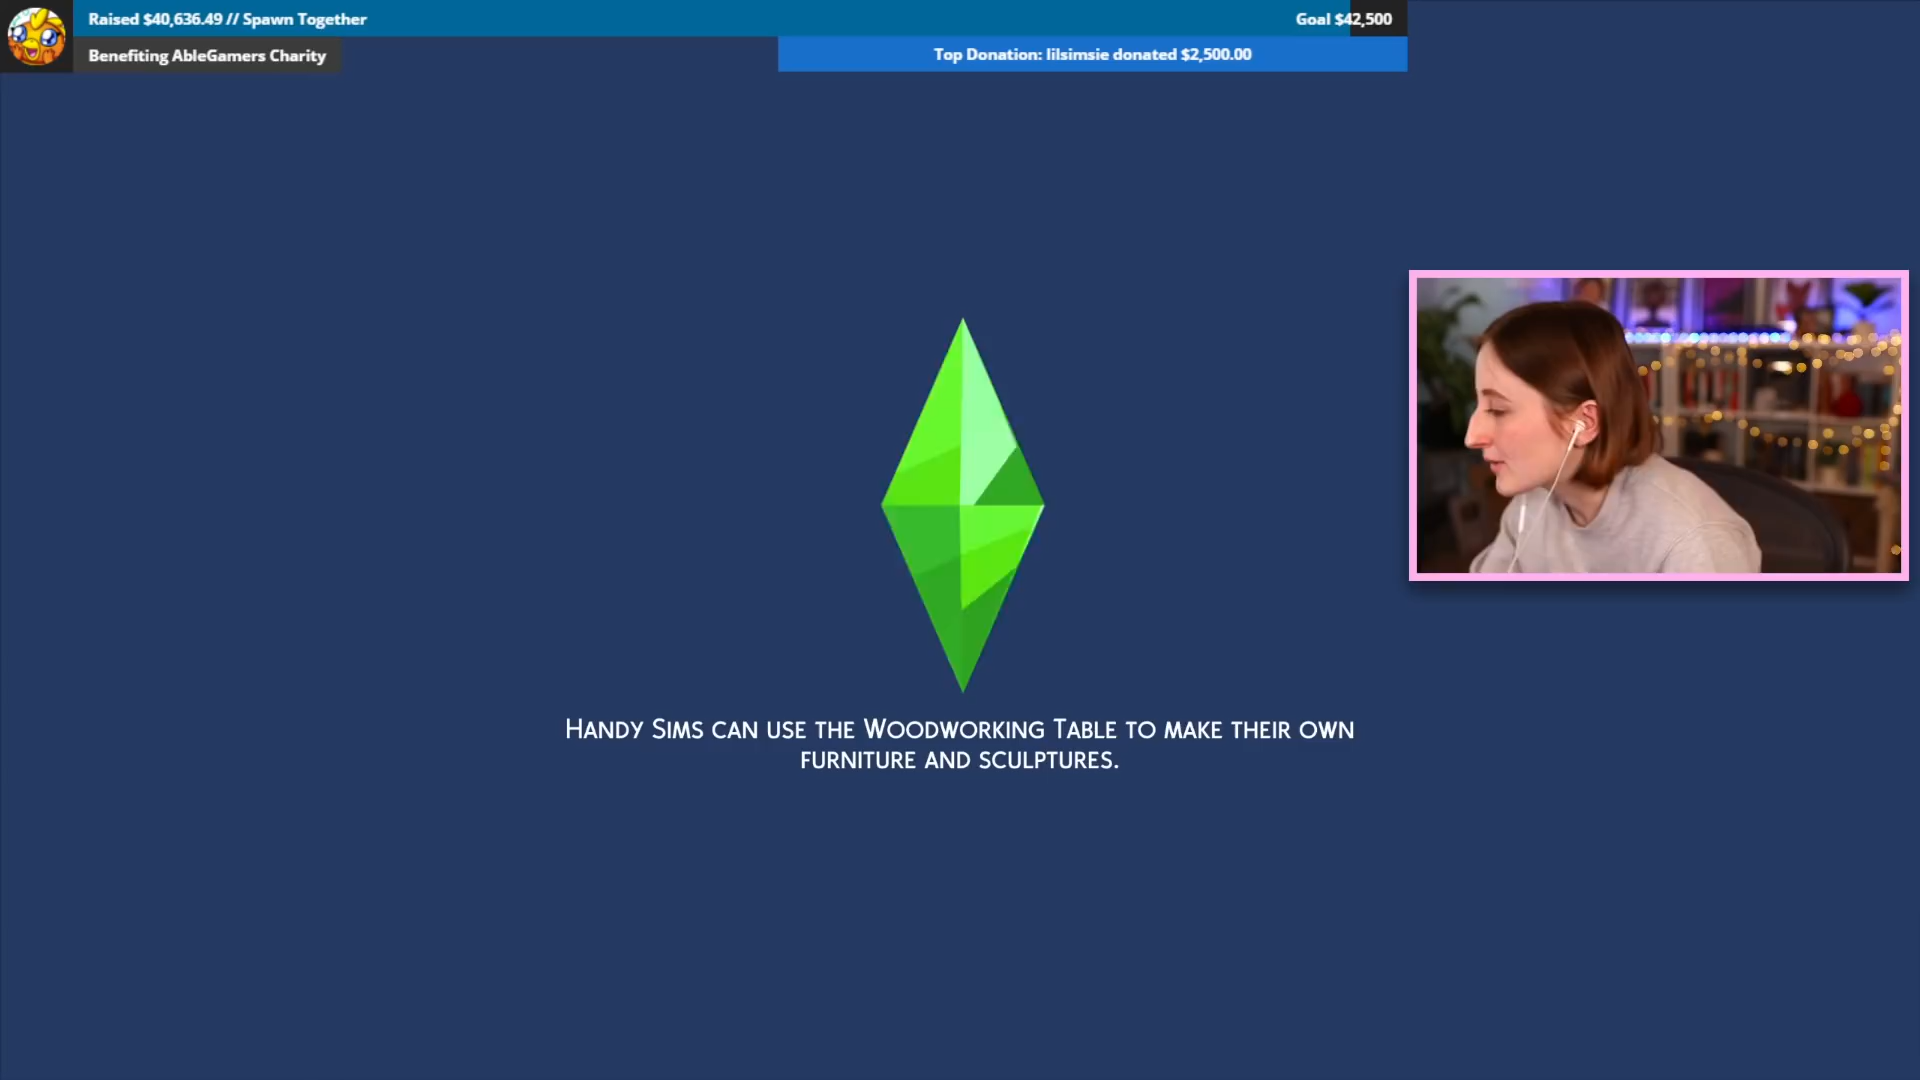 Raised $40,636.49 // Spawn Together
Goal $42,500
Benefiting AbleGamers Charity
Top Donation: lilsimsie donated $2,500.00
Handy Sims can use the Woodworking Table to make their own
furniture and sculptures.